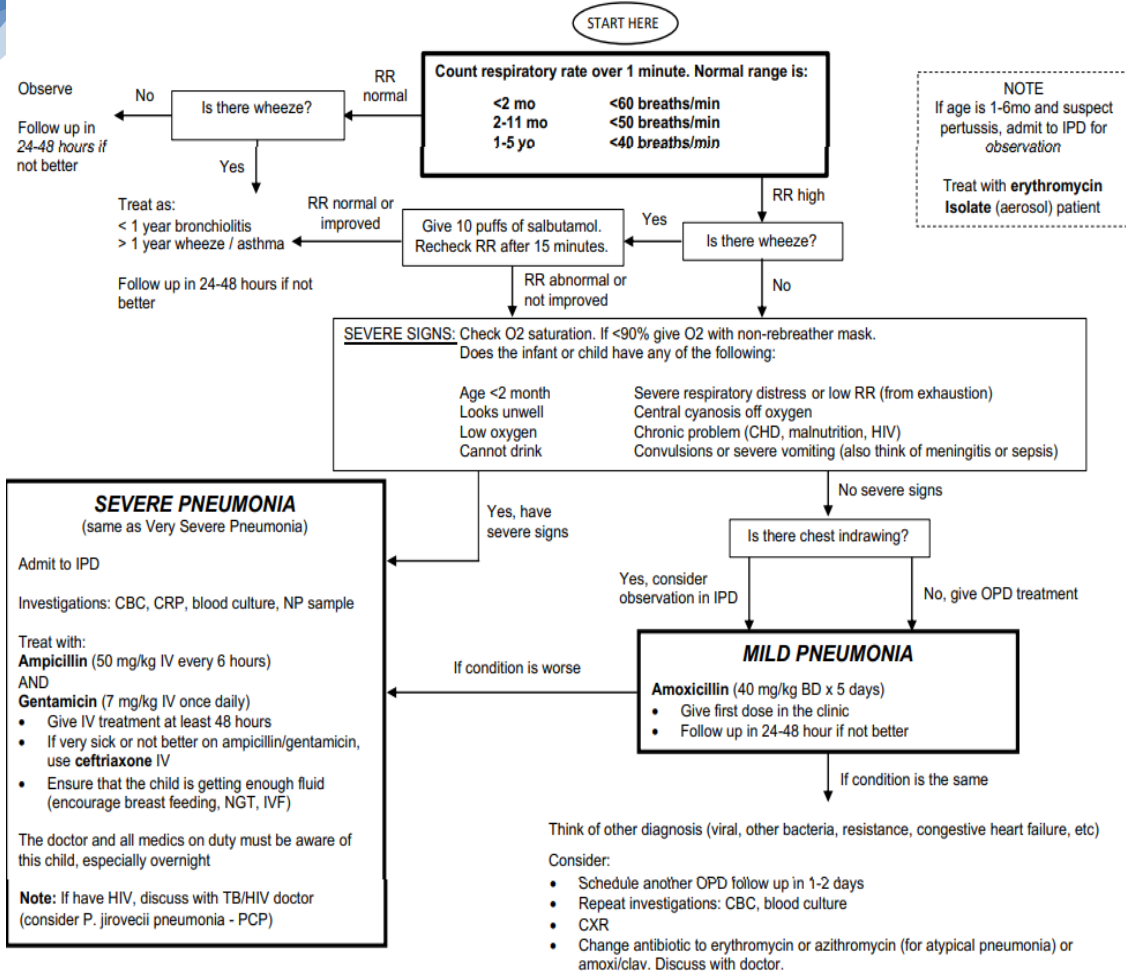 START HERE
Count respiratory rate over 1 minute. Normal range is:
<2 mo <60 breaths/min
2-11 mo <50 breaths/min
1-5 yo <40 breaths/min
NOTE
If age is 1-6mo and suspect
pertussis, admit to IPD for
observation
Treat with erythromycin
Isolate (aerosol) patient
RR
normal
Is there wheeze?
No
Observe
Follow up in
24-48 hours if
not better
Yes
Treat as:
< 1 year bronchiolitis
> 1 year wheeze / asthma
Follow up in 24-48 hours if not
better
RR high
Is there wheeze?
Yes
Give 10 puffs of salbutamol.
Recheck RR after 15 minutes.
RR normal or
improved
RR abnormal or
not improved
No
SEVERE SIGNS: Check O2 saturation. If <90% give O2 with non-rebreather mask.
Does the infant or child have any of the following:
Age <2 month Severe respiratory distress or low RR (from exhaustion)
Looks unwell Central cyanosis off oxygen
Low oxygen Chronic problem (CHD, malnutrition, HIV)
Cannot drink Convulsions or severe vomiting (also think of meningitis or sepsis)
Yes, have
severe signs
No severe signs
SEVERE PNEUMONIA
(same as Very Severe Pneumonia)
Admit to IPD
Investigations: CBC, CRP, blood culture, NP sample
Treat with:
Ampicillin (50 mg/kg IV every 6 hours)
AND
Gentamicin (7 mg/kg IV once daily)
• Give IV treatment at least 48 hours
• If very sick or not better on ampicillin/gentamicin,
use ceftriaxone IV
• Ensure that the child is getting enough fluid
(encourage breast feeding, NGT, IVF)
The doctor and all medics on duty must be aware of
this child, especially overnight
Note: If have HIV, discuss with TB/HIV doctor
(consider P. jirovecii pneumonia - PCP)
Is there chest indrawing?
Yes, consider
observation in IPD
No, give OPD treatment
MILD PNEUMONIA
Amoxicillin (40 mg/kg BD x 5 days)
• Give first dose in the clinic
• Follow up in 24-48 hour if not better
If condition is worse
If condition is the same
Think of other diagnosis (viral, other bacteria, resistance, congestive heart failure, etc)
Consider:
• Schedule another OPD follow up in 1-2 days
• Repeat investigations: CBC, blood culture
• CXR
• Change antibiotic to erythromycin or azithromycin (for atypical pneumonia) or
amoxi/clav. Discuss with doctor.